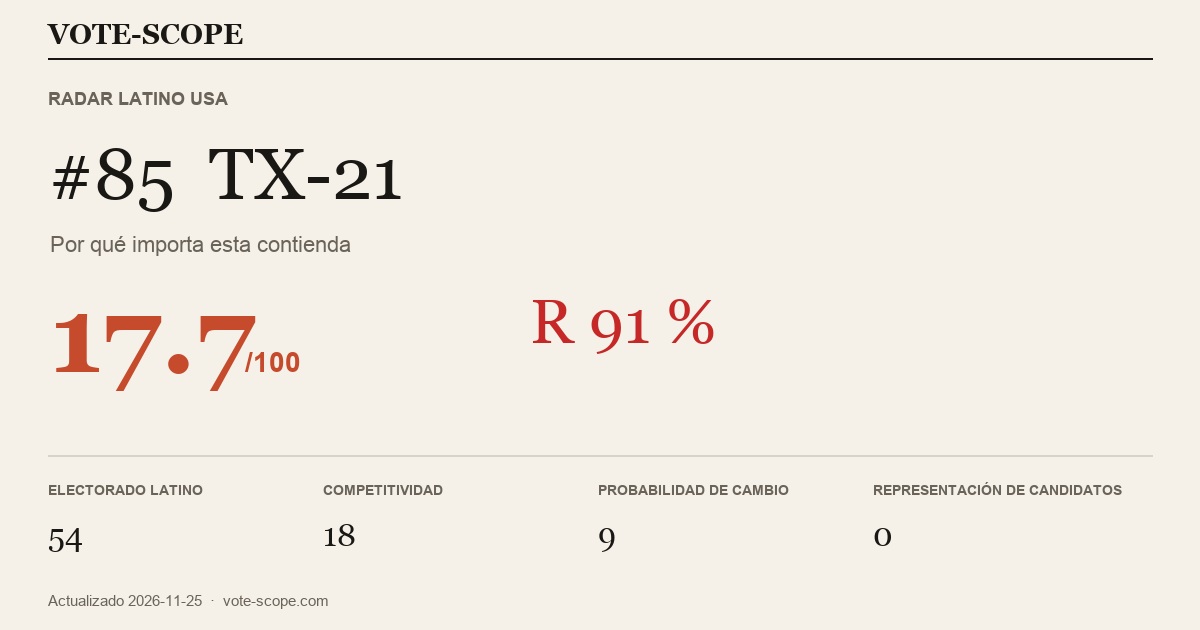 VOTE-SCOPE
RADAR LATINO USA
#85 TX-21
Por qué importa esta contienda
17.7/100
R 91 %
ELECTORADO LATINO
COMPETITIVIDAD
PROBABILIDAD DE CAMBIO
REPRESENTACIÓN DE CANDIDATOS
54
18
9
0
Actualizado 2026-11-25 · vote-scope.com